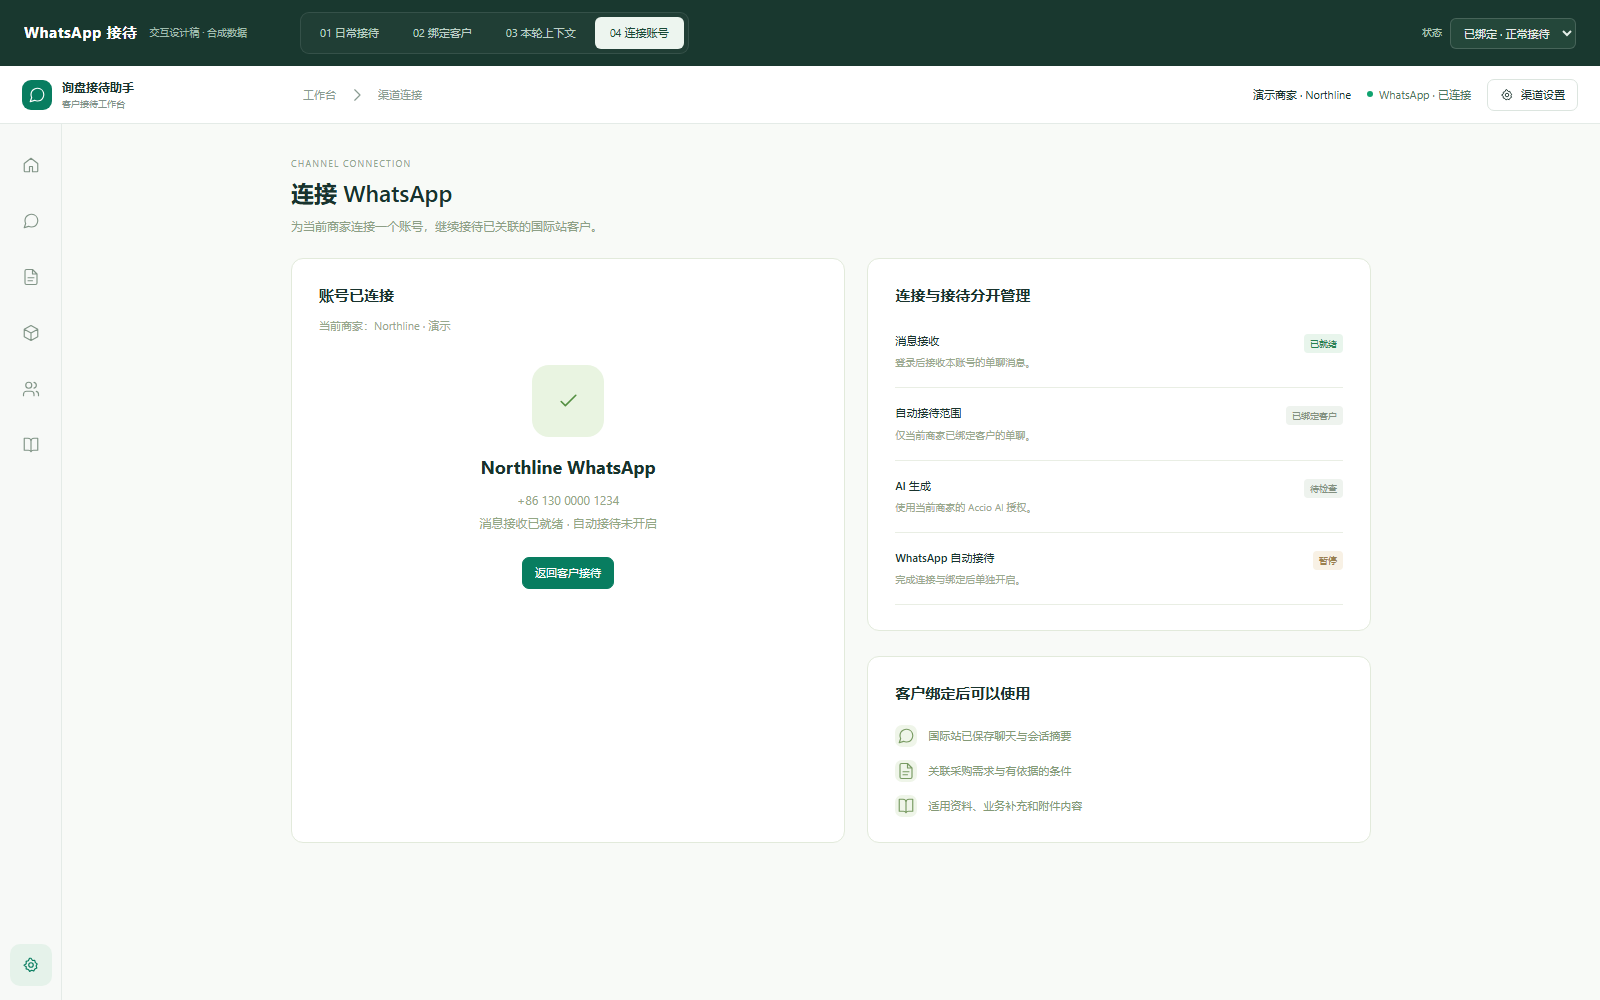 WhatsApp 接待
交互设计稿 · 合成数据
01 日常接待
02 绑定客户
03 本轮上下文
04 连接账号
状态
已绑定 · 正常接待
询盘接待助手
客户接待工作台
工作台
渠道连接
演示商家 · Northline
WhatsApp · 已连接
渠道设置
CHANNEL CONNECTION
连接 WhatsApp
为当前商家连接一个账号，继续接待已关联的国际站客户。
账号已连接
当前商家：Northline · 演示
Northline WhatsApp
+86 130 0000 1234
消息接收已就绪 · 自动接待未开启
返回客户接待
连接与接待分开管理
消息接收
已就绪
登录后接收本账号的单聊消息。
自动接待范围
已绑定客户
仅当前商家已绑定客户的单聊。
AI 生成
待检查
使用当前商家的 Accio AI 授权。
WhatsApp 自动接待
暂停
完成连接与绑定后单独开启。
客户绑定后可以使用
国际站已保存聊天与会话摘要
关联采购需求与有依据的条件
适用资料、业务补充和附件内容